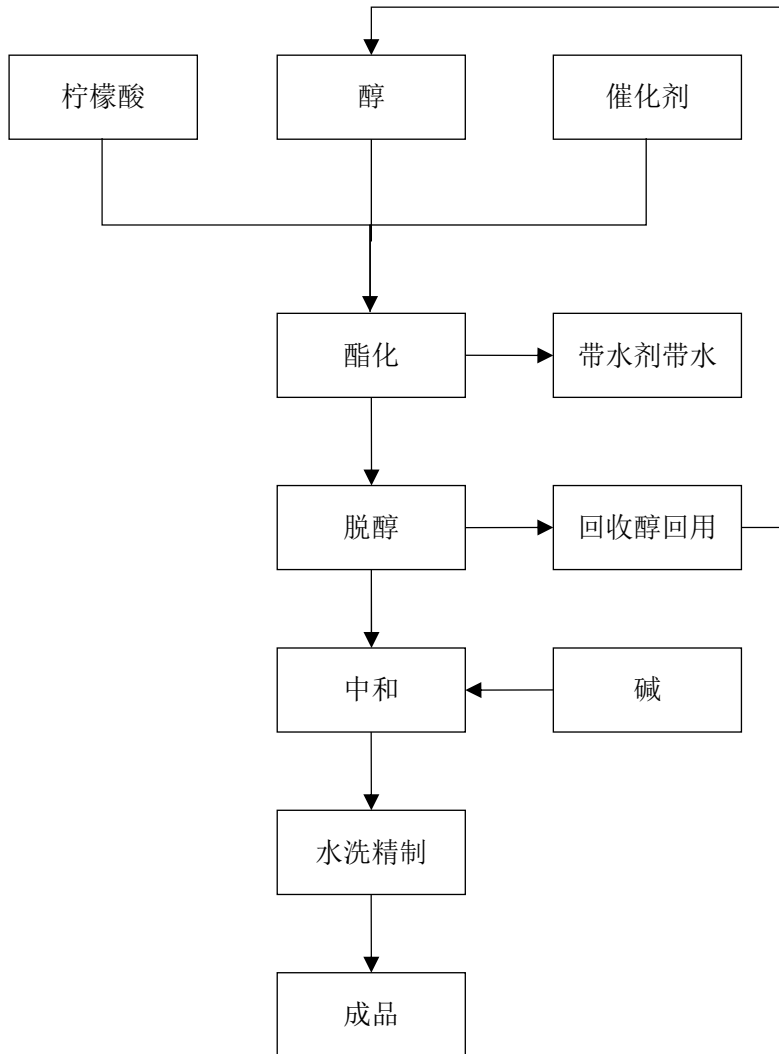 柠檬酸
醇
催化剂
酯化
带水剂带水
脱醇
回收醇回用
中和
碱
水洗精制
成品